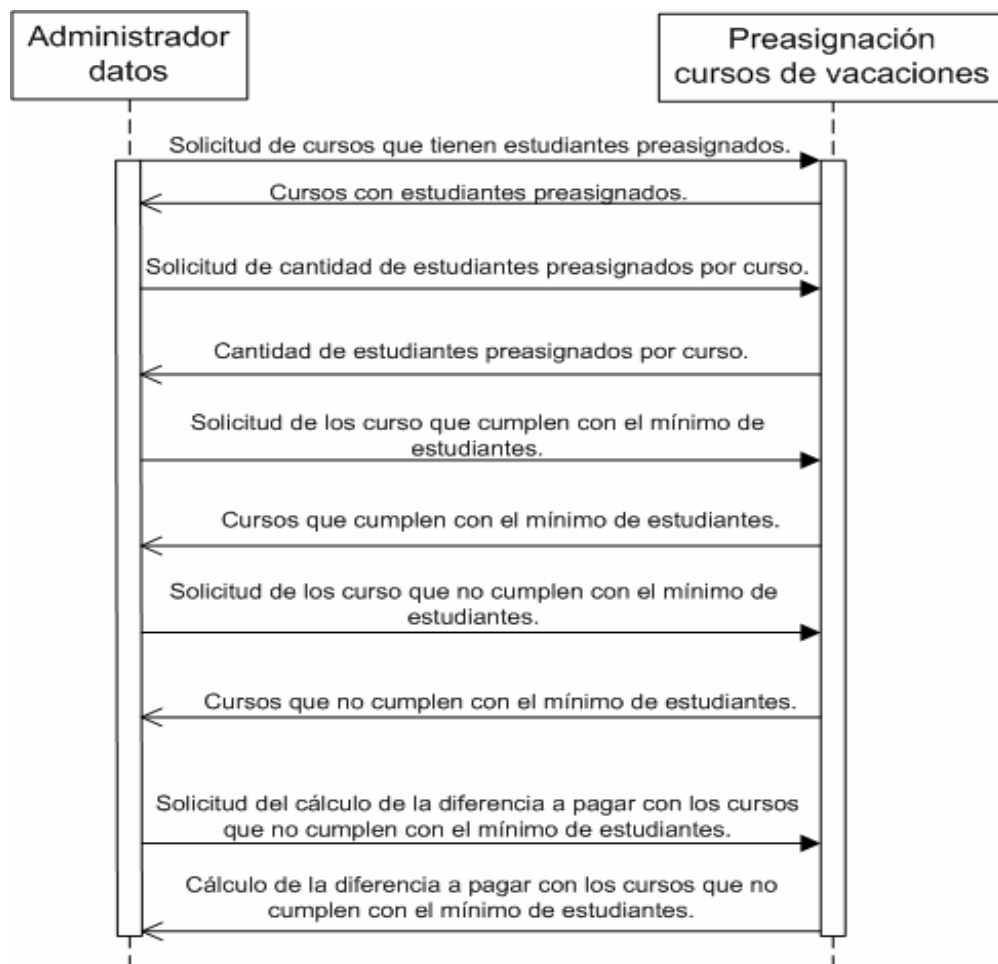 Administrador
datos
Preasignación
cursos de vacaciones
Solicitud de cursos que tienen estudiantes preasignados.
Cursos con estudiantes preasignados.
Solicitud de cantidad de estudiantes preasignados por curso.
Cantidad de estudiantes preasignados por curso.
Solicitud de los curso que cumplen con el mínimo de
estudiantes.
Cursos que cumplen con el mínimo de estudiantes.
Solicitud de los curso que no cumplen con el mínimo de
estudiantes.
Cursos que no cumplen con el mínimo de estudiantes.
Solicitud del cálculo de la diferencia a pagar con los cursos
que no cumplen con el mínimo de estudiantes.
Cálculo de la diferencia a pagar con los cursos que no
cumplen con el mínimo de estudiantes.